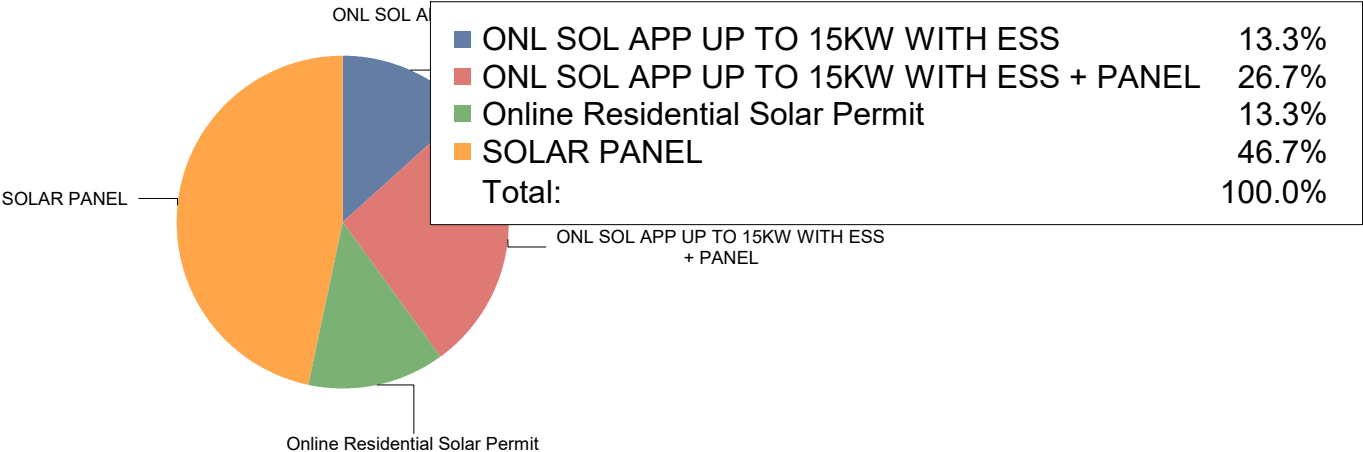 ONL SOL A
ONL SOL APP UP TO 15KW WITH ESS 13.3%
ONL SOL APP UP TO 15KW WITH ESS + PANEL 26.7%
Online Residential Solar Permit 13.3%
SOLAR PANEL 46.7%
Total: 100.0%
SOLAR PANEL
ONL SOL APP UP TO 15KW WITH ESS
+ PANEL
Online Residential Solar Permit